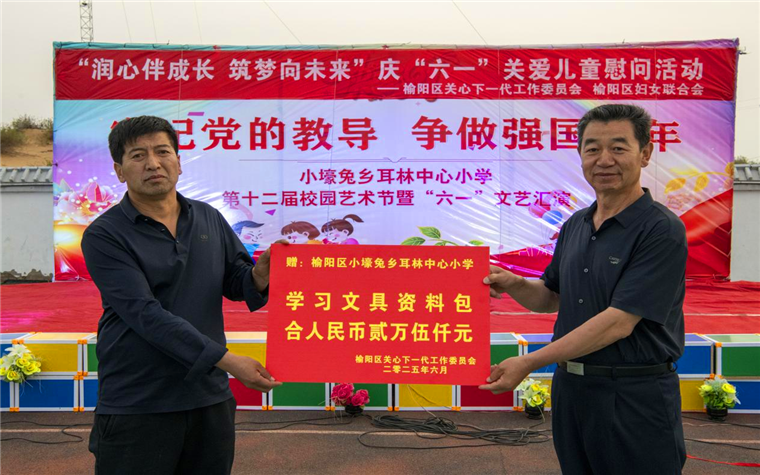 “润心伴成长 筑梦向未来”庆“六一”关爱儿童慰问活动
——榆阳区关心下一代工作委员会 榆阳区妇女联合会
记党的教导 争做强国 年
小壕兔乡耳林中心小学
第十二届校园艺术节暨“六一”文艺汇演
赠：榆阳区小壕兔乡耳林中心小学
学习文具资料包
合人民币贰万伍仟元
榆阳区关心下一代工作委员会
二零二五年六月